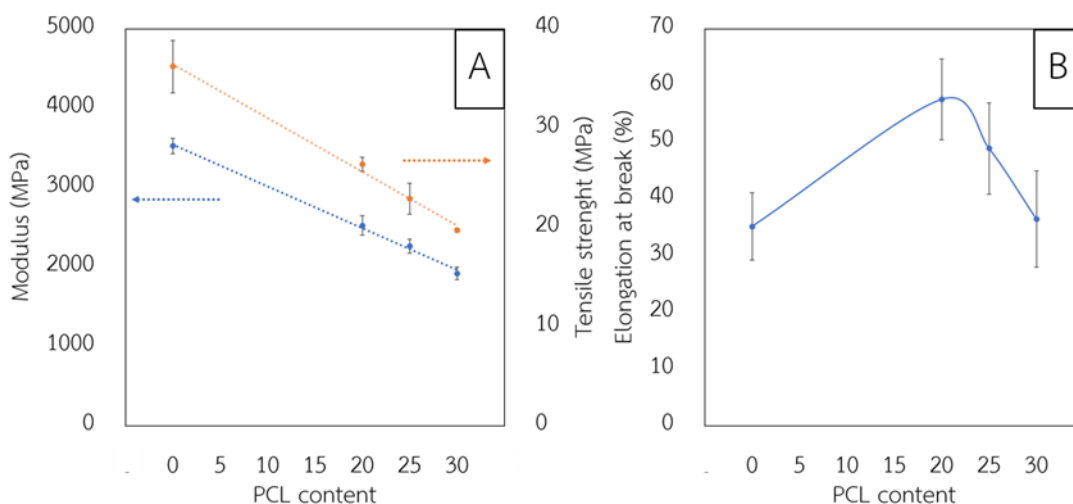 A
Modulus (MPa)
5000
4000
3000
2000
1000
0
40
30
20
10
0
Tensile strenght (MPa)
0 5 10 15 20 25 30
PCL content
B
Elongation at break (%)
70
60
50
40
30
20
10
0
0 5 10 15 20 25 30
PCL content